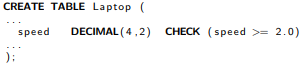 CREATE TABLE Laptop (
...
speed DECIMAL(4,2) CHECK (speed >= 2.0)
...
);